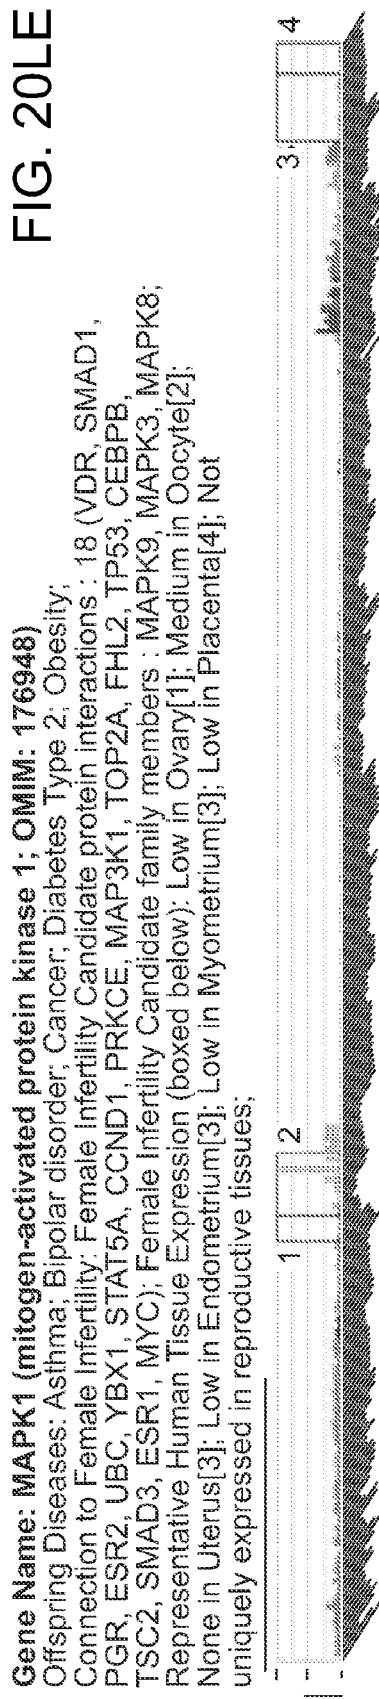 FIG. 20LE
Gene Name: MAPK1 (mitogen-activated protein kinase 1; OMIM: 176948)
Offspring Diseases: Asthma; Bipolar disorder; Cancer; Diabetes Type 2; Obesity;
Connection to Female Infertility: Female Infertility Candidate protein interactions : 18 (VDR, SMAD1,
PGR, ESR2, UBC, YBX1, STAT5A, CCND1, PRKCE, MAP3K1, TOP2A, FHL2, TP53, CEBPB,
TSC2, SMAD3, ESR1, MYC); Female Infertility Candidate family members : MAPK9, MAPK3, MAPK8;
Representative Human Tissue Expression (boxed below): Low in Ovary[1]; Medium in Oocyte[2];
None in Uterus[3]; Low in Endometrium[3]; Low in Myometrium[3]; Low in Placenta[4]; Not
uniquely expressed in reproductive tissues;
1 2 3 4